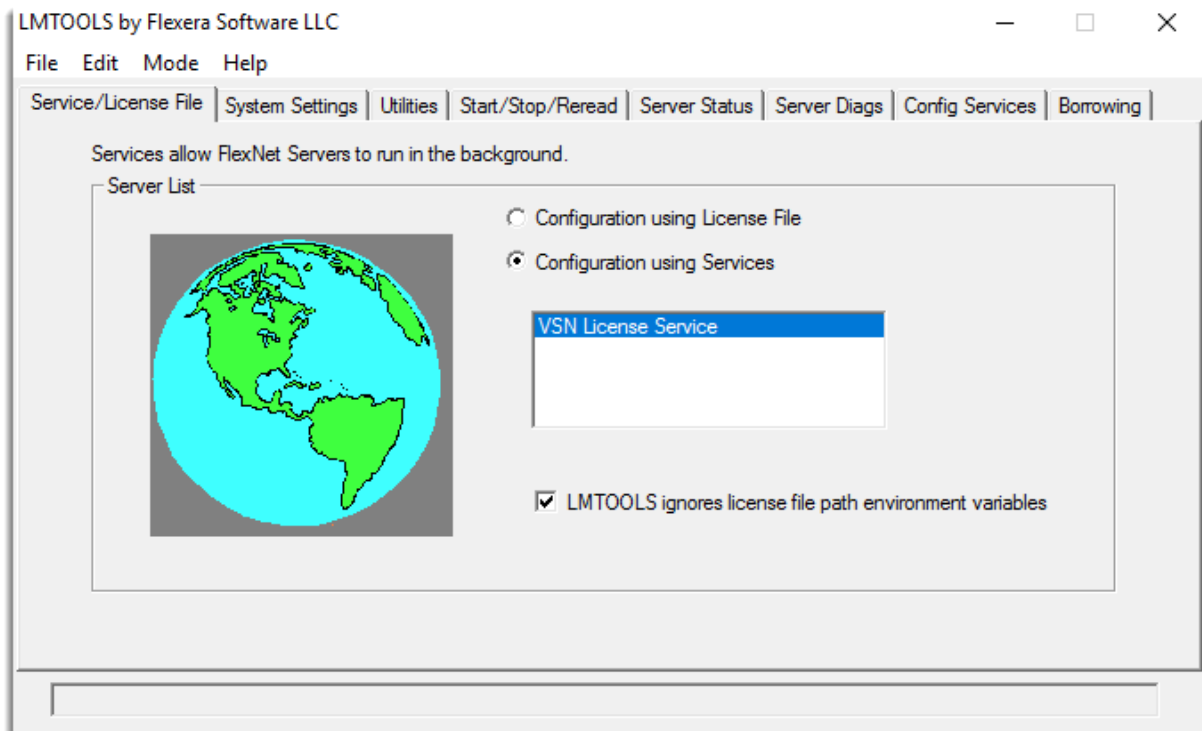 LMTOOLS by Flexera Software LLC
File Edit Mode Help
Service/License File System Settings Utilities Start/Stop/Reread Server Status Server Diags Config Services Borrowing
Services allow FlexNet Servers to run in the background.
Server List
Configuration using License File
Configuration using Services
VSN License Service
LMTOOLS ignores license file path environment variables